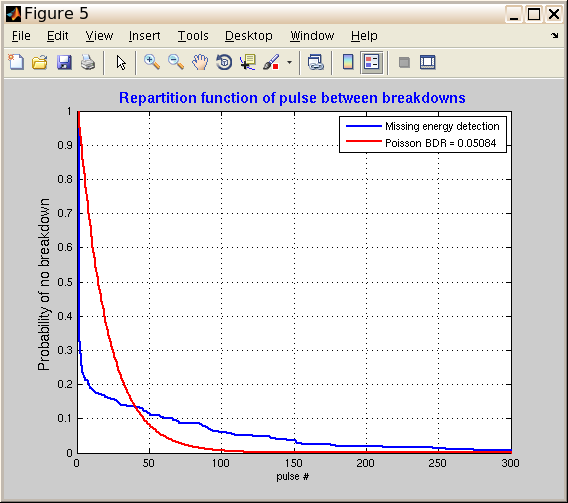 Figure 5
File Edit View Insert Tools Desktop Window Help
Repartition function of pulse between breakdowns
Missing energy detection
Poisson BDR = 0.05084
Probability of no breakdown
1
0.9
0.8
0.7
0.6
0.5
0.4
0.3
0.2
0.1
0
0 50 100 150 200 250 300
pulse #